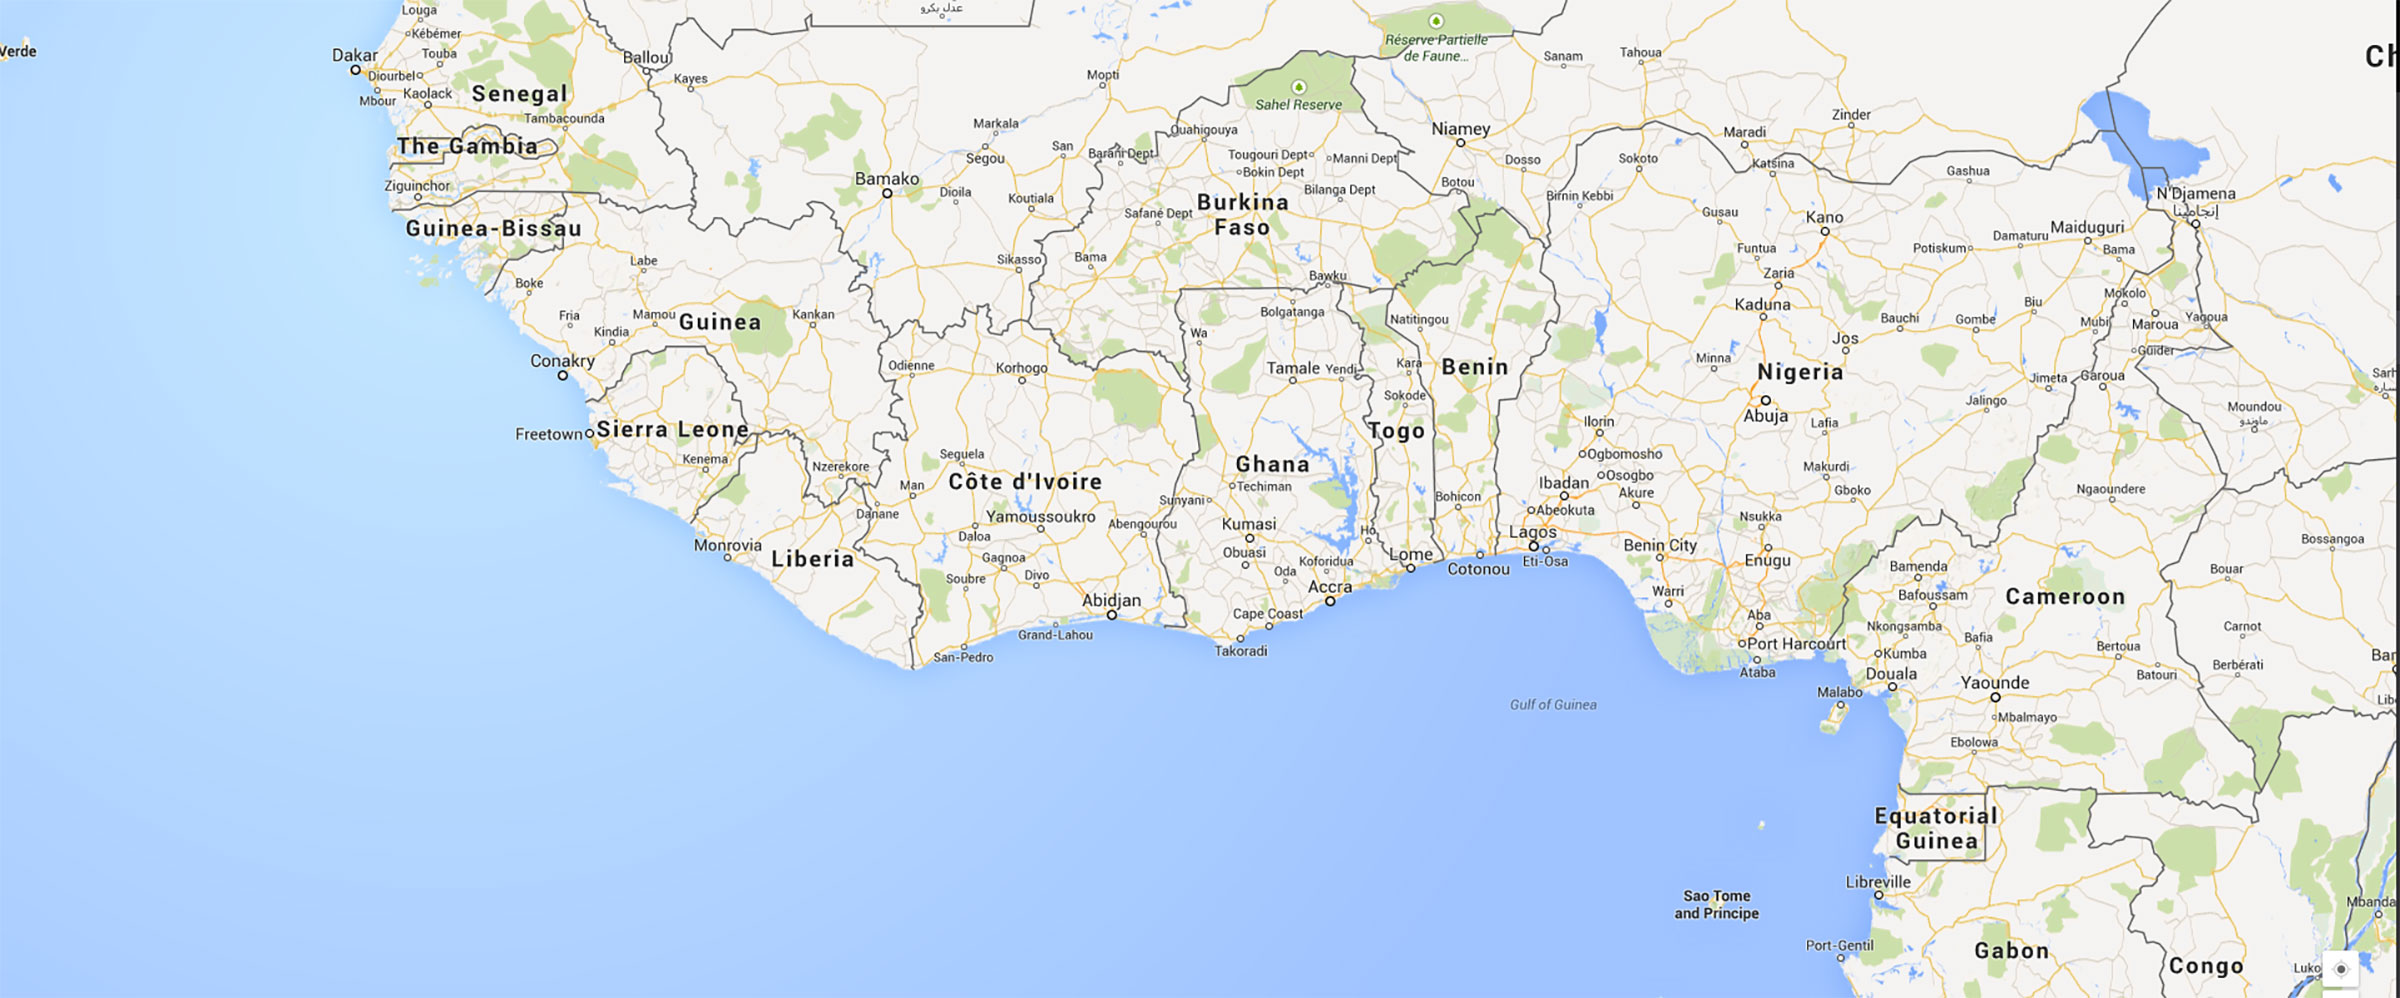 Louga
Kébémer
Touba
Dakar
Diourbel
Mbour
Kaolack
Senegal
Tambacounda
The Gambia
Ziguinchor
Guinea-Bissau
Verde
Ballou
Kayes
عدل بكرو
Mopti
Markala
Segou
San
Bamako
Dioila
Koutiala
Sikasso
Réserve Partielle
de Faune...
Sahel Reserve
Ouahigouya
Barani Dept
Tougouri Dept
Manni Dept
Bokin Dept
Bilanga Dept
Burkina
Faso
Safané Dept
Bama
Bawku
Niamey
Sanam
Tahoua
Dosso
Botou
Birnin Kebbi
Sokoto
Maradi
Katsina
Zinder
Gashua
Gusau
Kano
Funtua
Zaria
Kaduna
Potiskum
Damaturu
Maiduguri
Bama
N'Djamena
إنجامينا
Ch
Boke
Labe
Fria
Mamou
Kindia
Guinea
Kankan
Conakry
Freetown
Sierra Leone
Kenema
Nzerekore
Monrovia
Liberia
Danane
Odienne
Korhogo
Seguela
Man
Côte d'Ivoire
Yamoussoukro
Daloa
Abengourou
Gagnoa
Soubre
Divo
Abidjan
Grand-Lahou
San-Pedro
Bolgatanga
Wa
Tamale
Yendi
Ghana
Techiman
Sunyani
Kumasi
Obuasi
Koforidua
Oda
Ho
Accra
Cape Coast
Takoradi
Natitingou
Kara
Sokode
Togo
Lome
Benin
Bohicon
Cotonou
Lagos
Eti-Osa
Minna
Jos
Bauchi
Gombe
Biu
Mokolo
Mubi
Maroua
Yagoua
Guider
Nigeria
Abuja
Lafia
Jimeta
Garoua
Jalingo
Ilorin
Ogbomosho
Osogbo
Ibadan
Akure
Abeokuta
Makurdi
Gboko
Nsukka
Benin City
Enugu
Warri
Aba
Port Harcourt
Ataba
Moundou
موندو
Sarh
Ngaoundere
Bossangoa
Bouar
Bamenda
Bafoussam
Cameroon
Nkongsamba
Bafia
Kumba
Bertoua
Batouri
Douala
Yaounde
Mbalmayo
Ebolowa
Carnot
Berbérati
Ban
Malabo
Gulf of Guinea
Equatorial
Guinea
Libreville
Sao Tome
and Principe
Port-Gentil
Gabon
Congo
Mbanda